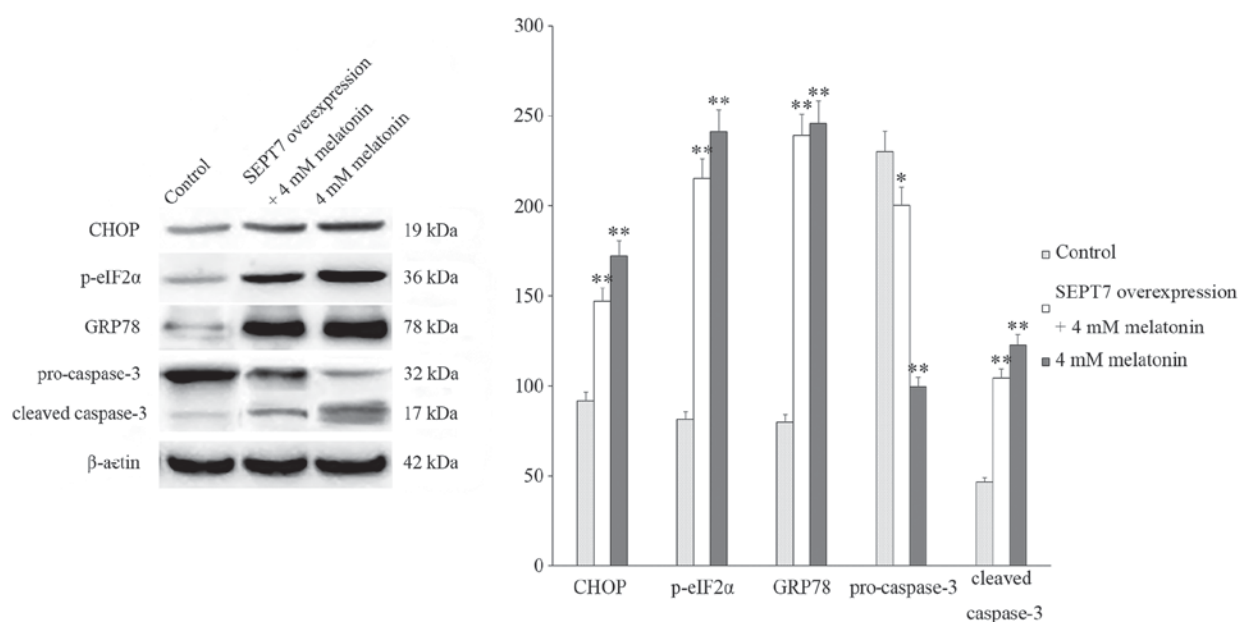 Control
SEPT7 overexpression
+ 4 mM melatonin
4 mM melatonin
CHOP
19 kDa
p-eIF2α
36 kDa
GRP78
78 kDa
pro-caspase-3
32 kDa
cleaved caspase-3
17 kDa
β-actin
42 kDa
300
250
200
150
100
50
0
**
**
**
**
**
**
*
**
**
**
CHOP
p-eIF2α
GRP78
pro-caspase-3
cleaved
caspase-3
Control
SEPT7 overexpression
+ 4 mM melatonin
4 mM melatonin